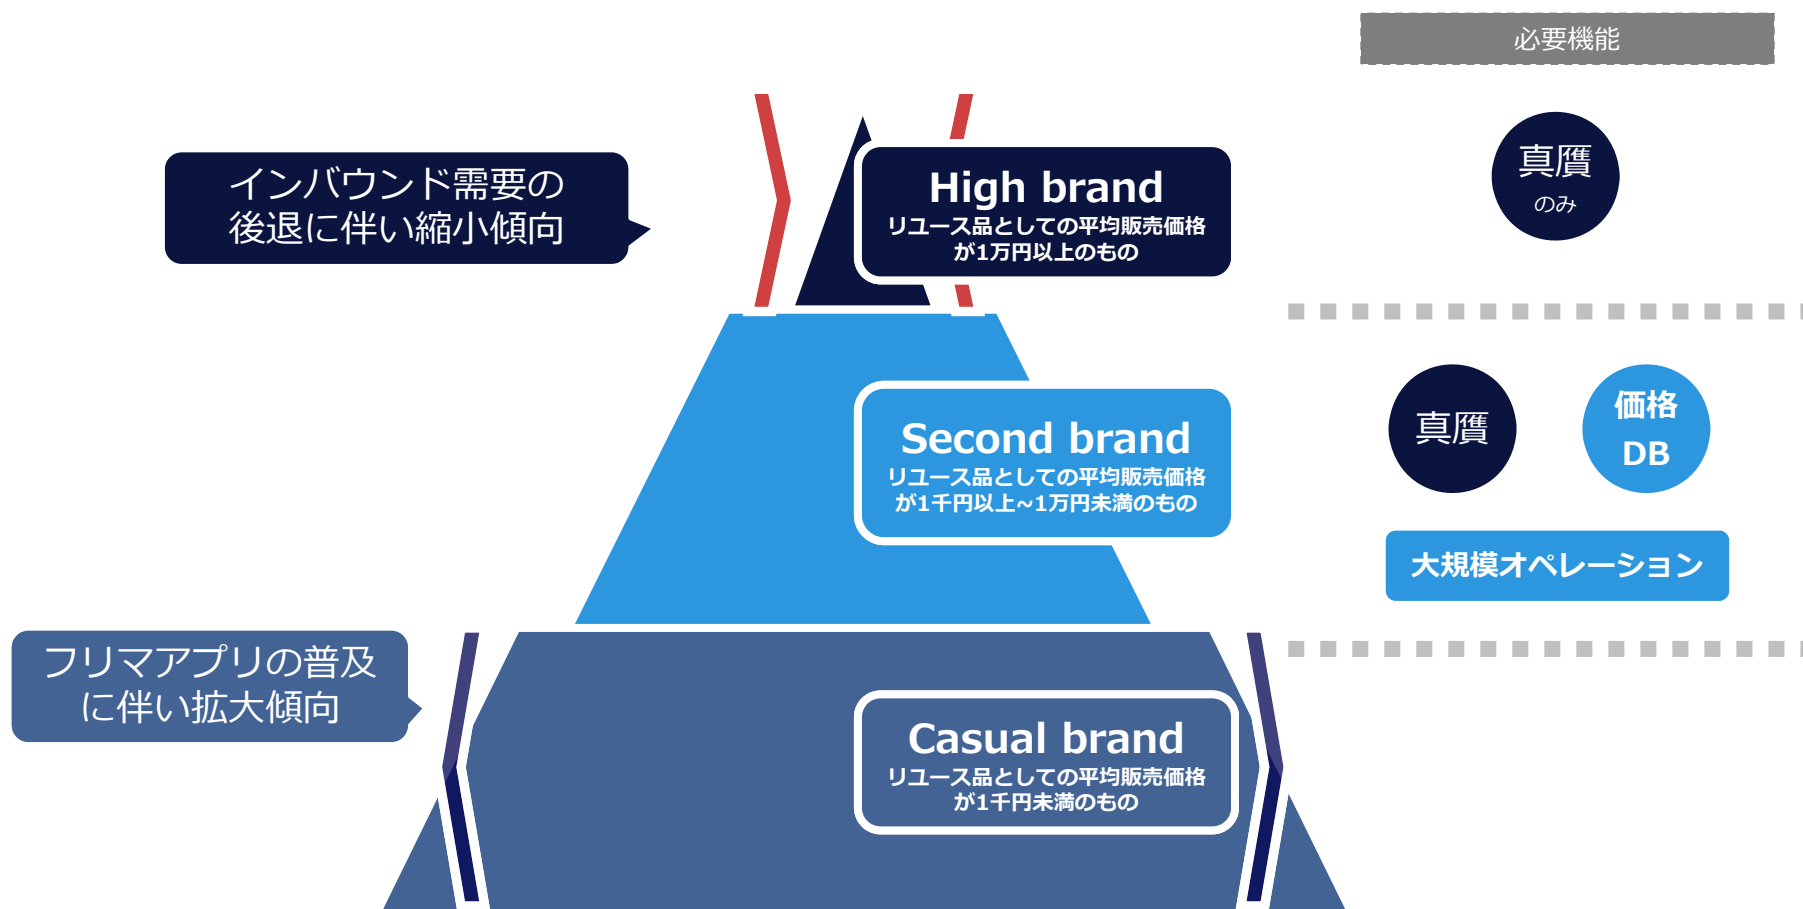 必要機能
インバウンド需要の
後退に伴い縮小傾向
High brand
リユース品としての平均販売価格
が1万円以上のもの
真贋
のみ
Second brand
リユース品としての平均販売価格
が1千円以上~1万円未満のもの
真贋
価格
DB
大規模オペレーション
フリマアプリの普及
に伴い拡大傾向
Casual brand
リユース品としての平均販売価格
が1千円未満のもの